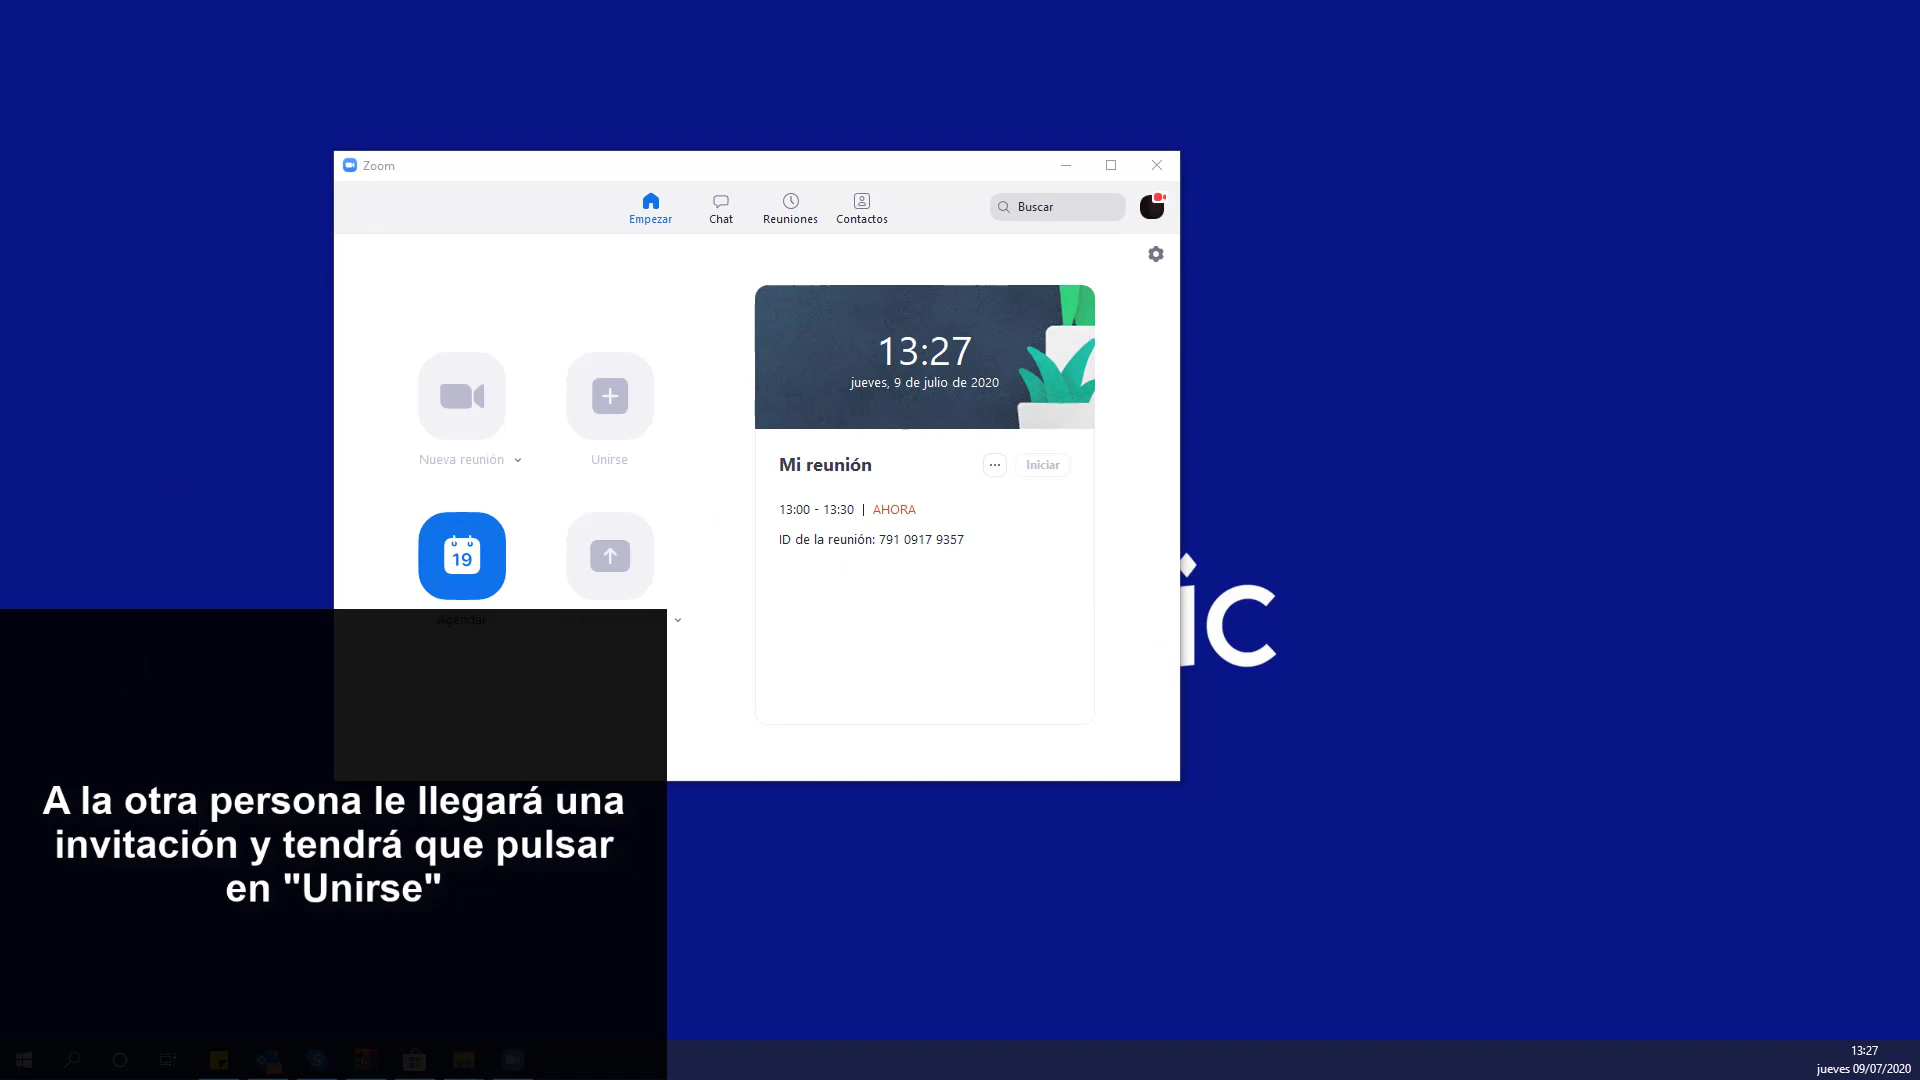 Zoom
Empezar
Chat
Reuniones
Contactos
Buscar
13:27
jueves, 9 de julio de 2020
Nueva reunión
Unirse
Mi reunión
...
Iniciar
13:00 - 13:30 | AHORA
ID de la reunión: 791 0917 9357
19
Agendar
ic
A la otra persona le llegará una
invitación y tendrá que pulsar
en "Unirse"
13:27
jueves 09/07/2020